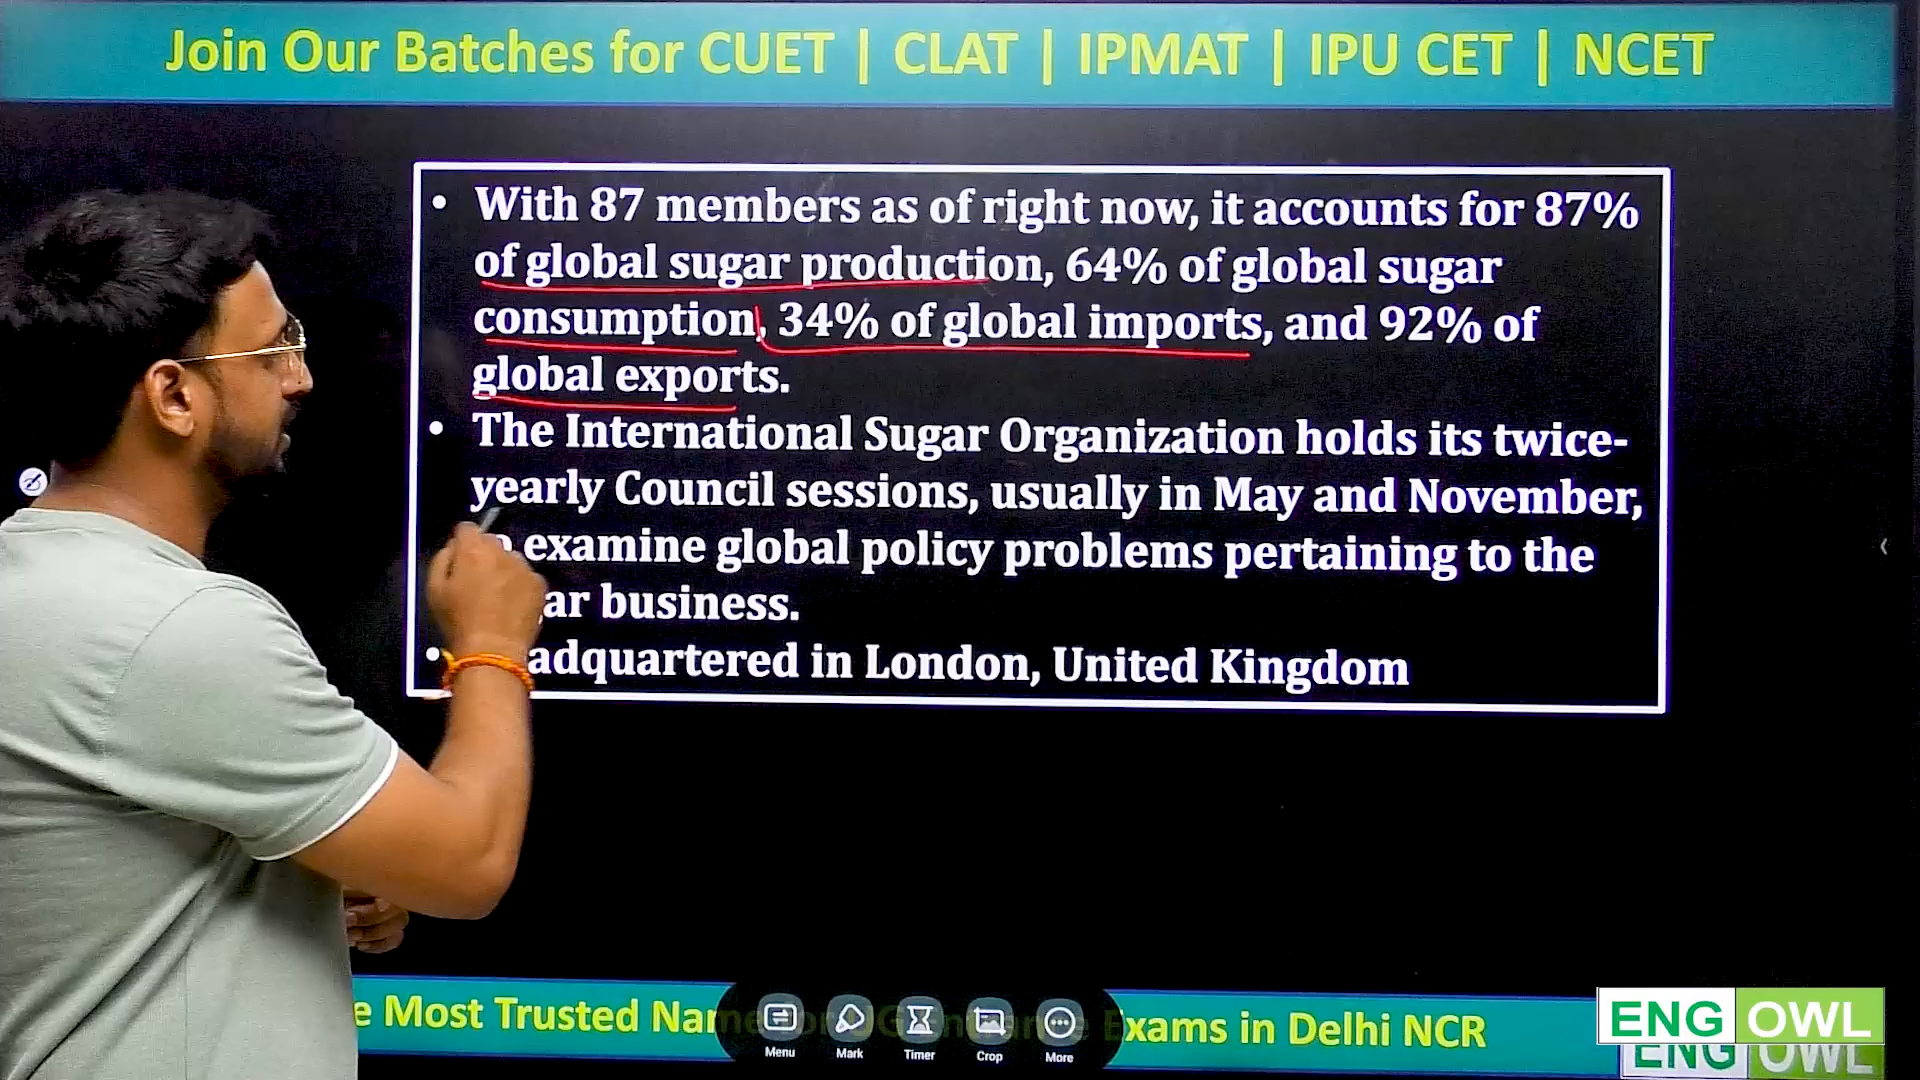 Join Our Batches for CUET | CLAT | IPMAT | IPU CET | NCET
• With 87 members as of right now, it accounts for 87%
of global sugar production, 64% of global sugar
consumption, 34% of global imports, and 92% of
global exports.
• The International Sugar Organization holds its twice-
yearly Council sessions, usually in May and November,
examine global policy problems pertaining to the
business.
• in London, United Kingdom
Most Trusted
in Delhi NCR
Menu Mark Timer Crop More
ENG OWL
ENG OWL